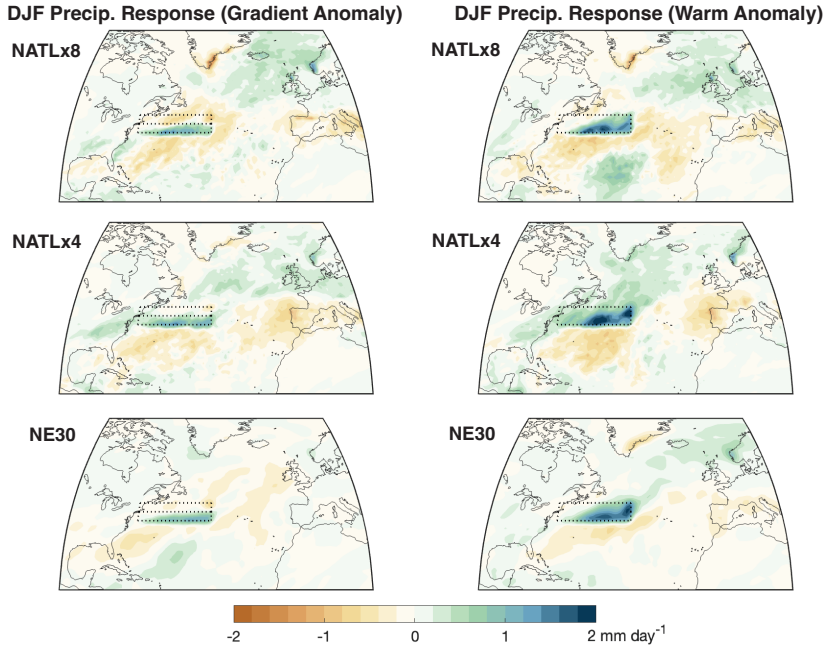 DJF Precip. Response (Gradient Anomaly) DJF Precip. Response (Warm Anomaly)
NATLx8 NATLx8
NATLx4 NATLx4
NE30 NE30
-2 -1 0 1 2 mm day-1